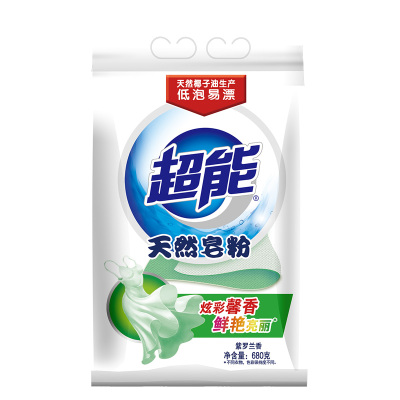 天然椰子油生产
低泡易漂
超能®
天然皂粉
炫彩馨香
鲜艳亮丽*
紫罗兰香
净含量:680克